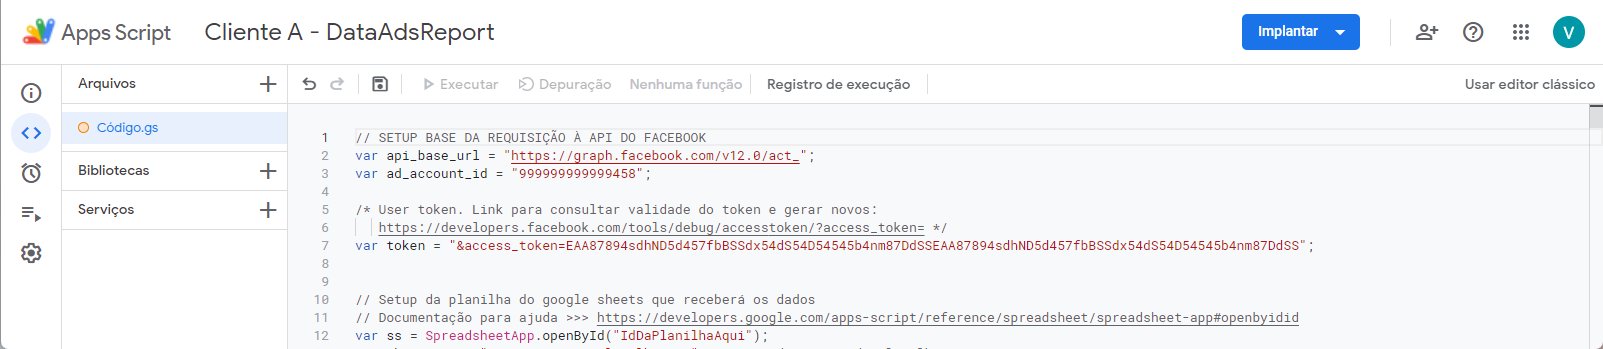 Apps Script
Cliente A - DataAdsReport
Implantar
V
Arquivos
Código.gs
Bibliotecas
Serviços
Executar
Depuração
Nenhuma função
Registro de execução
Usar editor clássico
1 // SETUP BASE DA REQUISIÇÃO À API DO FACEBOOK
2 var api_base_url = "https://graph.facebook.com/v12.0/act_";
3 var ad_account_id = "999999999999458";
4
5 /* User token. Link para consultar validade do token e gerar novos:
6 https://developers.facebook.com/tools/debug/accesstoken/?access_token= */
7 var token = "&access_token=EAA87894sdhND5d457fbBSSdx54dS54D54545b4nm87DdSSEAA87894sdhND5d457fbBSSdx54dS54D54545b4nm87DdSS";
8
9
10 // Setup da planilha do google sheets que receberá os dados
11 // Documentação para ajuda >>> https://developers.google.com/apps-script/reference/spreadsheet/spreadsheet-app#openbyidid
12 var ss = SpreadsheetApp.openById("IdDaPlanilhaAqui");